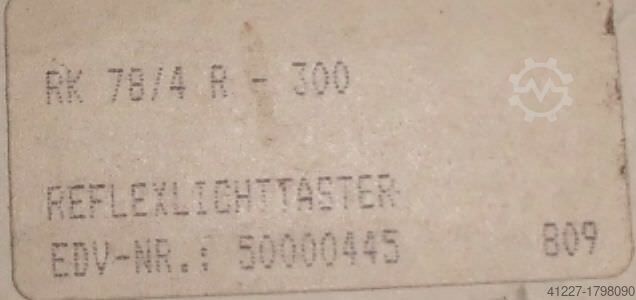 RK 78/4 R - 300
REFLEXLICHTTASTER
EDV-NR.: 50000445 809
41227-1798090